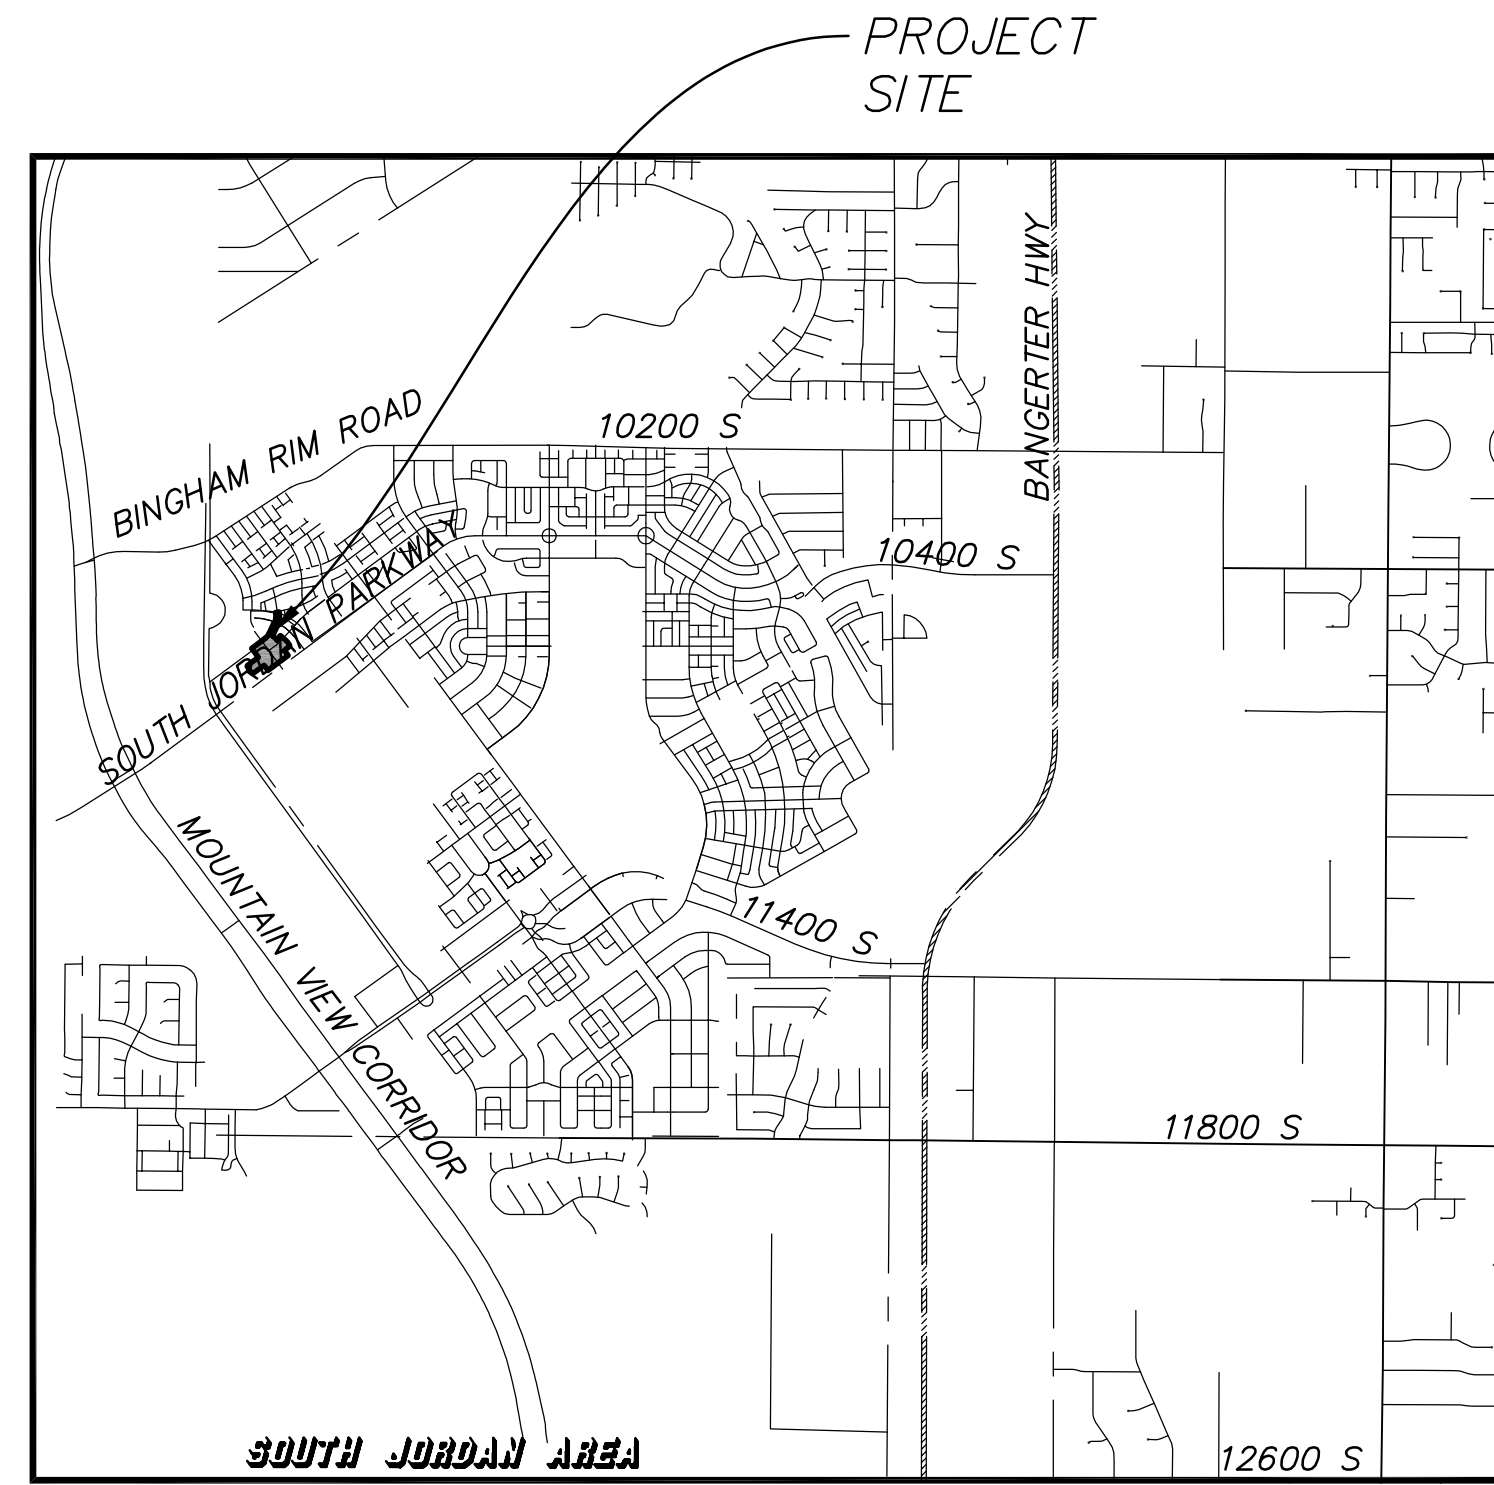 PROJECT
SITE
BANGERTER HWY
BINGHAM RIM ROAD
10200 S
SOUTH JORDAN PARKWAY
10400 S
MOUNTAIN VIEW CORRIDOR
11400 S
11800 S
SOUTH JORDAN AREA
12600 S